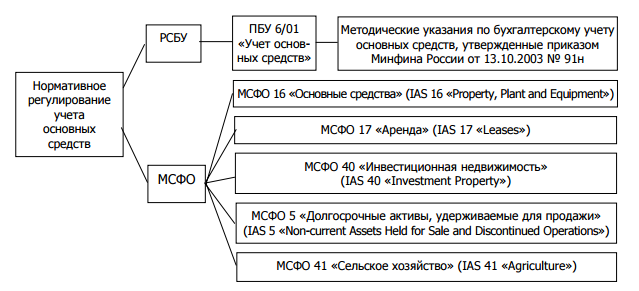 Нормативное
регулирование
учета
основных
средств
РСБУ
ПБУ 6/01
«Учет основ-
ных средств»
Методические указания по бухгалтерскому учету
основных средств, утвержденные приказом
Минфина России от 13.10.2003 № 91н
МСФО
МСФО 16 «Основные средства» (IAS 16 «Property, Plant and Equipment»)
МСФО 17 «Аренда» (IAS 17 «Leases»)
МСФО 40 «Инвестиционная недвижимость»
(IAS 40 «Investment Property»)
МСФО 5 «Долгосрочные активы, удерживаемые для продажи»
(IAS 5 «Non-current Assets Held for Sale and Discontinued Operations»)
МСФО 41 «Сельское хозяйство» (IAS 41 «Agriculture»)